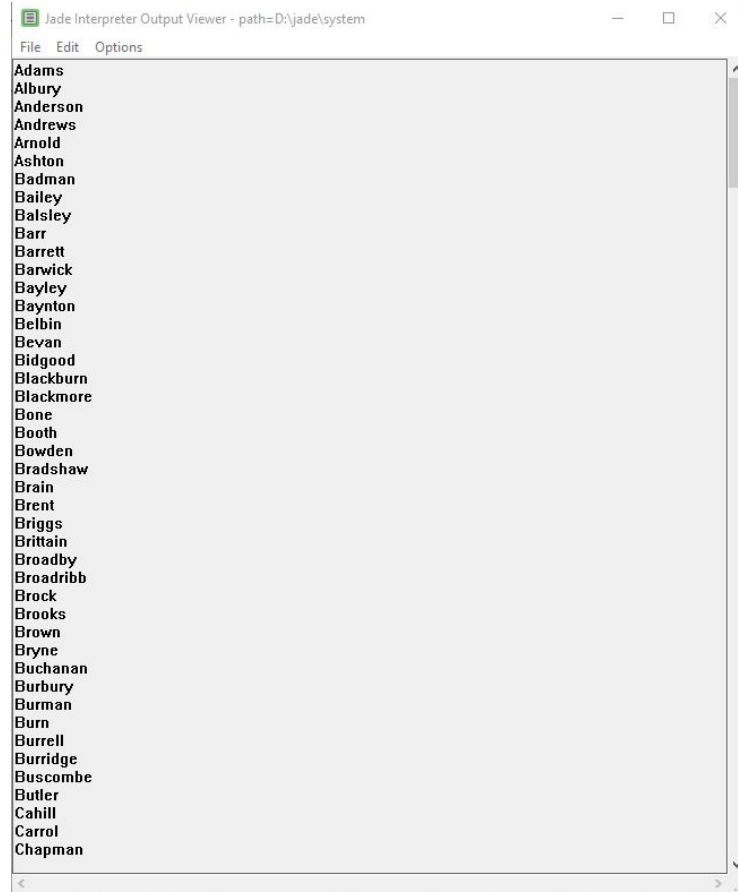 Jade Interpreter Output Viewer - path=D:\jade\system
File Edit Options
Adams
Albury
Anderson
Andrews
Arnold
Ashton
Badman
Bailey
Balsley
Barr
Barrett
Barwick
Bayley
Baynton
Belbin
Bevan
Bidgood
Blackburn
Blackmore
Bone
Booth
Bowden
Bradshaw
Brain
Brent
Briggs
Brittain
Broadby
Broadribb
Brock
Brooks
Brown
Bryne
Buchanan
Burbury
Burman
Burn
Burrell
Burridge
Buscombe
Butler
Cahill
Carrol
Chapman